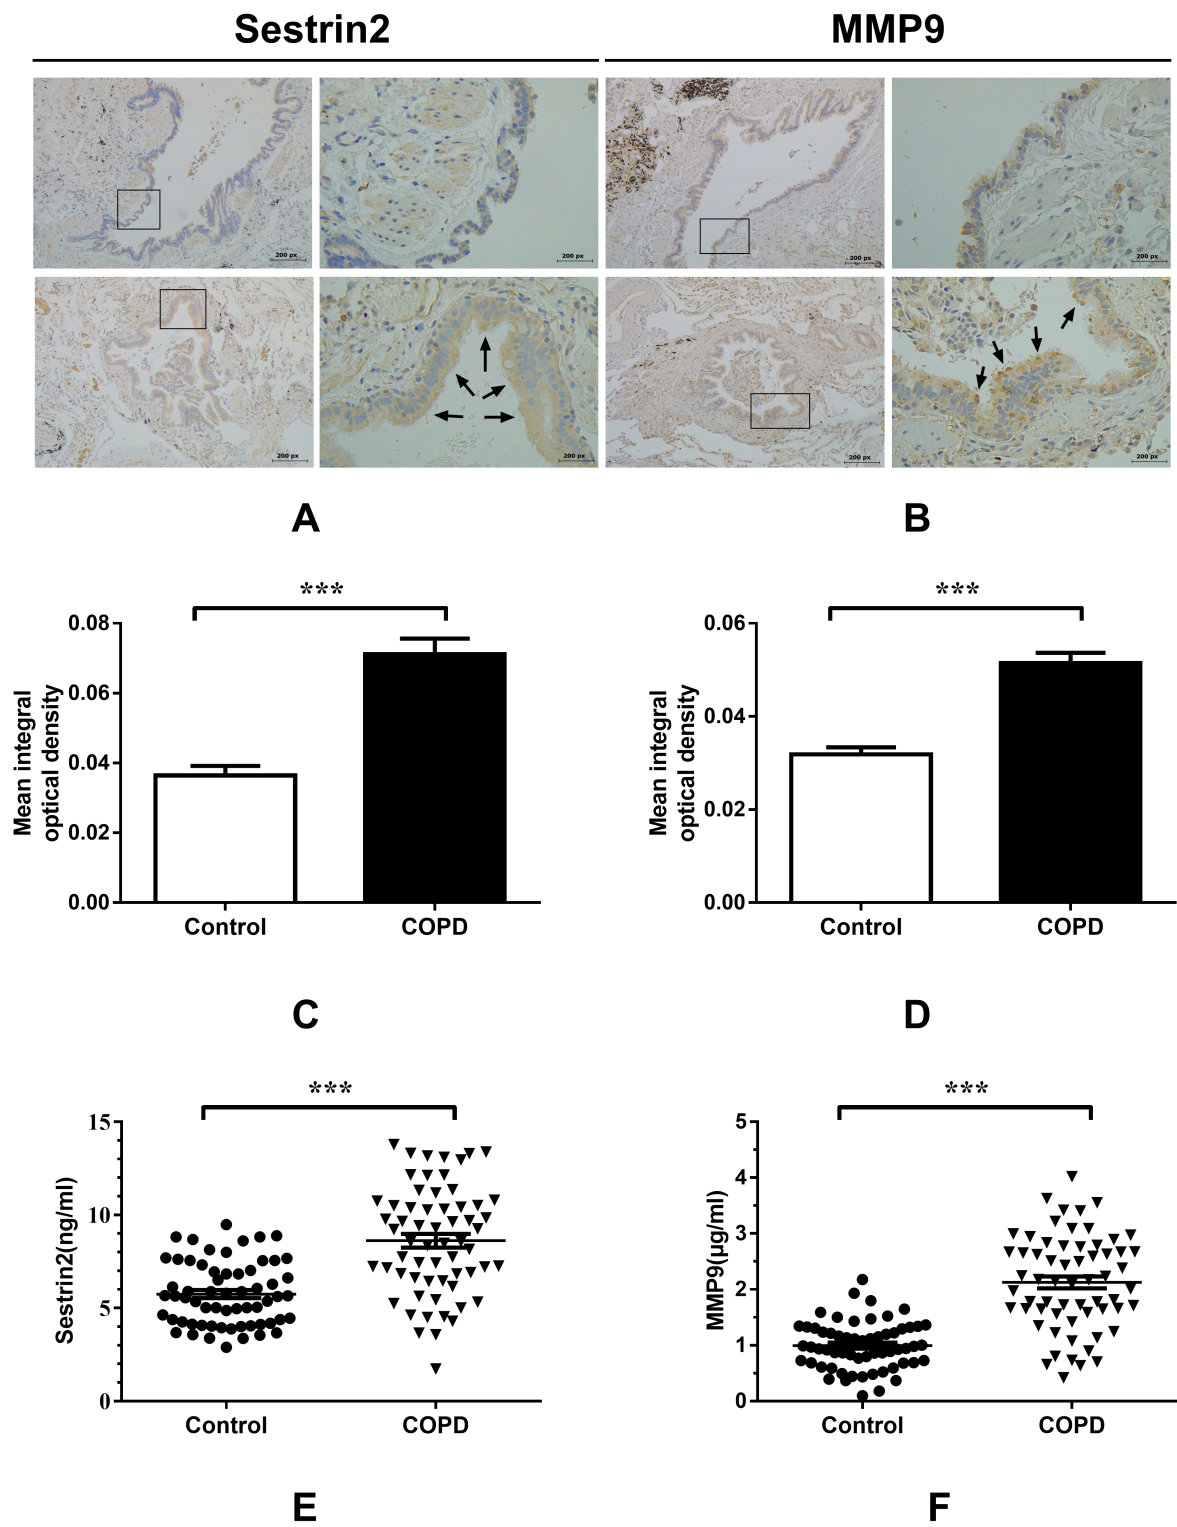 Sestrin2 MMP9
200 px 200 px 200 px 200 px
200 px 200 px 200 px 200 px
A B
*** ***
0.08
0.06
0.04
0.02
0.00
Mean integral
optical density
Control COPD
0.06
0.04
0.02
0.00
Mean integral
optical density
Control COPD
C D
*** ***
15
10
5
0
Sestrin2(ng/ml)
Control COPD
5
4
3
2
1
0
MMP9(μg/ml)
Control COPD
E F